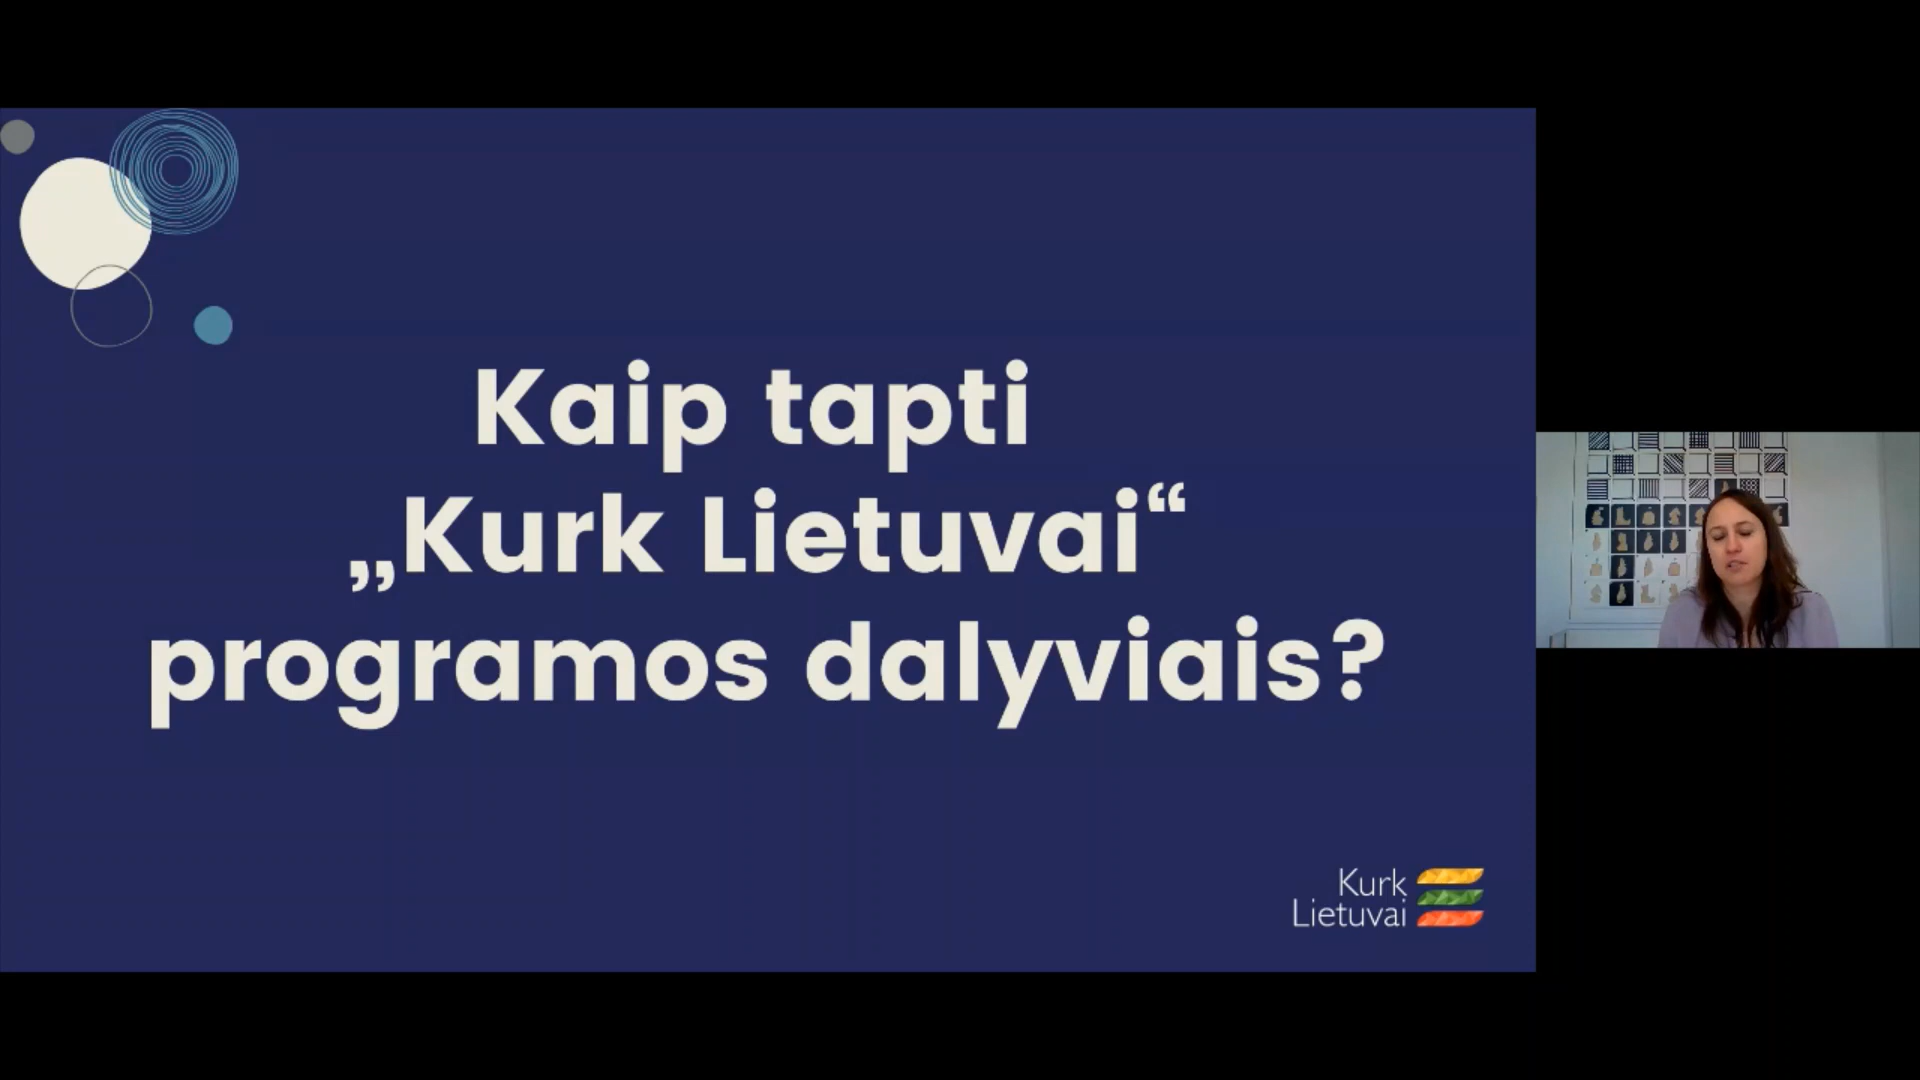 Kaip tapti
„Kurk Lietuvai“
programos dalyviais?
Kurk
Lietuvai